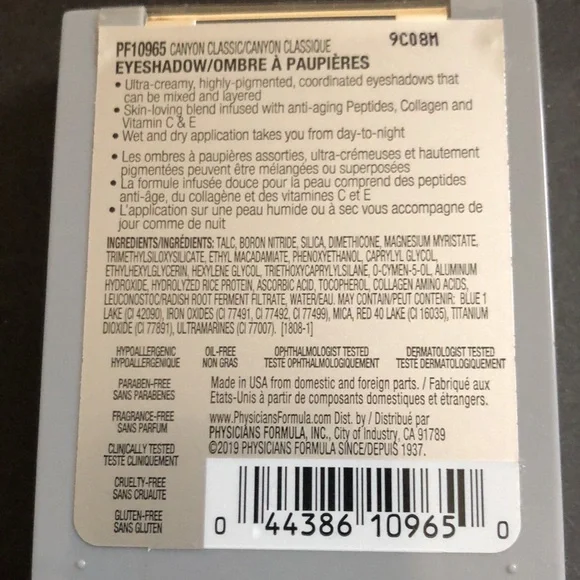 PF10965 CANYON CLASSIC/CANYON CLASSIQUE
9C08M
EYESHADOW/OMBRE À PAUPIÈRES
• Ultra-creamy, highly-pigmented, coordinated eyeshadows that
can be mixed and layered
• Skin-loving blend infused with anti-aging Peptides, Collagen and
Vitamin C & E
• Wet and dry application takes you from day-to-night
• Les ombres à paupières assorties, ultra-crémeuses et hautement
pigmentées peuvent être mélangées ou superposées
• La formule infusée douce pour la peau comprend des peptides
anti-âge, du collagène et des vitamines C et E
• L'application sur une peau humide ou à sec vous accompagne de
jour comme de nuit
INGREDIENTS/INGRÉDIENTS: TALC, BORON NITRIDE, SILICA, DIMETHICONE, MAGNESIUM MYRISTATE,
TRIMETHYLSILOXYSILICATE, ETHYL MACADAMIATE, PHENOXYETHANOL, CAPRYLYL GLYCOL,
ETHYLHEXYLGLYCERIN, HEXYLENE GLYCOL, TRIETHOXYCAPRYLYLSILANE, O-CYMEN-5-OL, ALUMINUM
HYDROXIDE, HYDROLYZED RICE PROTEIN, ASCORBIC ACID, TOCOPHEROL, COLLAGEN AMINO ACIDS,
LEUCONOSTOC/RADISH ROOT FERMENT FILTRATE, WATER/EAU. MAY CONTAIN/PEUT CONTENIR: BLUE 1
LAKE (CI 42090), IRON OXIDES (CI 77491, CI 77492, CI 77499), MICA, RED 40 LAKE (CI 16035), TITANIUM
DIOXIDE (CI 77891), ULTRAMARINES (CI 77007). [1808-1]
HYPOALLERGENIC
HYPOALLERGÉNIQUE
OIL-FREE
NON GRAS
OPHTHALMOLOGIST TESTED
TESTÉ OPHTALMOLOGIQUEMENT
DERMATOLOGIST TESTED
TESTÉ DERMATOLOGIQUEMENT
PARABEN-FREE
SANS PARABENES
FRAGRANCE-FREE
SANS PARFUM
CLINICALLY TESTED
TESTÉ CLINIQUEMENT
CRUELTY-FREE
SANS CRUAUTE
GLUTEN-FREE
SANS GLUTEN
Made in USA from domestic and foreign parts. / Fabriqué aux
États-Unis à partir de composants domestiques et étrangers.
www.PhysiciansFormula.com Dist. by / Distribué par
PHYSICIANS FORMULA, INC., City of Industry, CA 91789
©2019 PHYSICIANS FORMULA SINCE/DEPUIS 1937.
0 44386 10965 0